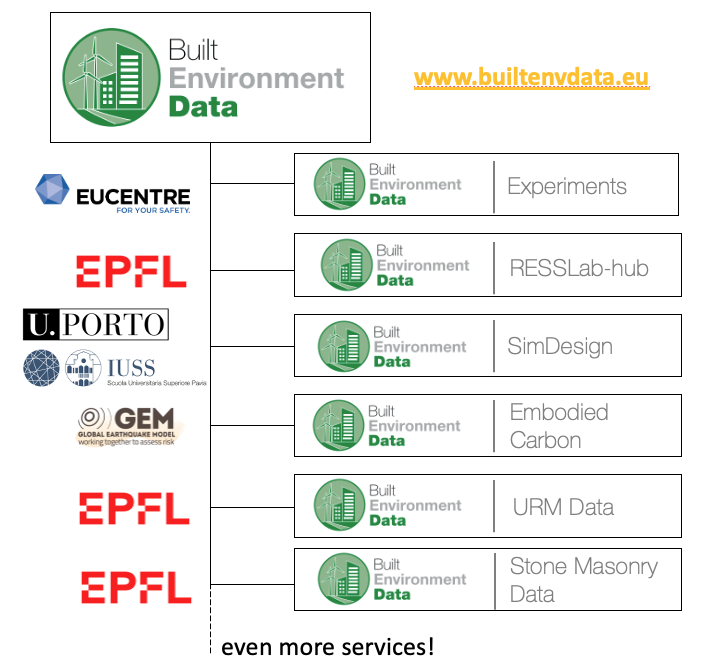 Built
Environment
Data
www.builtenvdata.eu
EUCENTRE
FOR YOUR SAFETY.
Built
Environment
Data
Experiments
EPFL
Built
Environment
Data
RESSLab-hub
U.PORTO
IUSS
Scuola Universitaria Superiore Pavia
Built
Environment
Data
SimDesign
GEM
GLOBAL EARTHQUAKE MODEL
working together to assess risk
Built
Environment
Data
Embodied
Carbon
EPFL
Built
Environment
Data
URM Data
EPFL
Built
Environment
Data
Stone Masonry
Data
even more services!